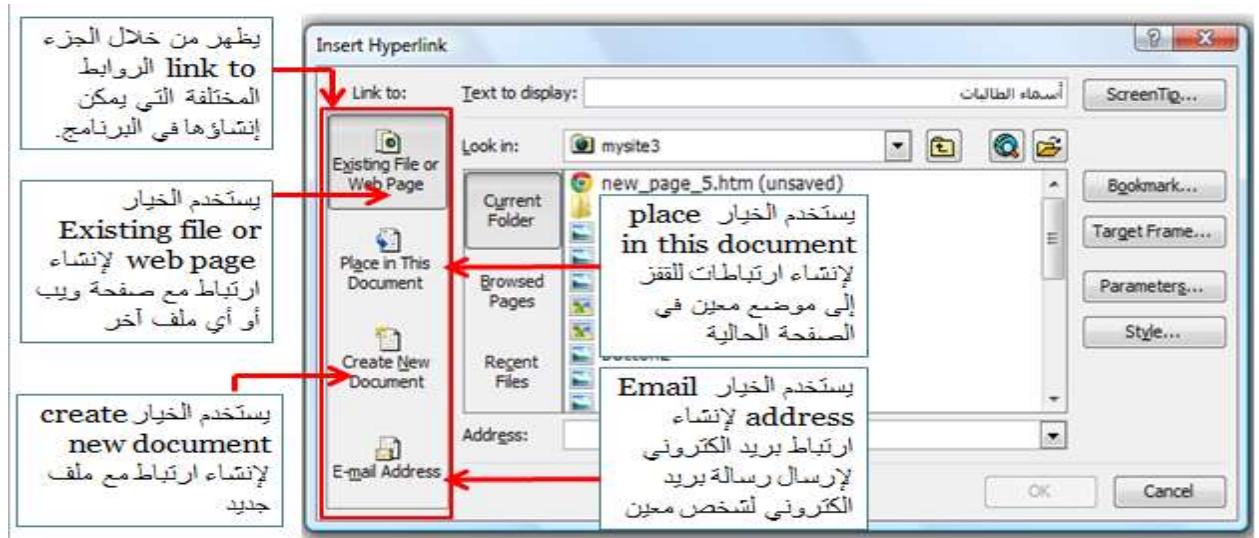 يظهر من خلال الجزء
link to الروابط
المختلفة التي يمكن
إنشاؤها في البرنامج.
يستخدم الخيار
Existing file or
web page لإنشاء
ارتباط مع صفحة ويب
أو أي ملف آخر
يستخدم الخيار create
new document
لإنشاء ارتباط مع ملف
جديد
Insert Hyperlink
Link to:
Text to display:
أسماء الطالبات
ScreenTip...
Existing File or
Web Page
Place in This
Document
Create New
Document
E-mail Address
Look in:
mysite3
Current
Folder
Browsed
Pages
Recent
Files
new_page_5.htm (unsaved)
يستخدم الخيار place
in this document
لإنشاء ارتباطات للقفز
إلى موضع معين في
الصفحة الحالية
يستخدم الخيار Email
address لإنشاء
ارتباط بريد الكتروني
لإرسال رسالة بريد
الكتروني لشخص معين
Address:
Bookmark...
Target Frame...
Parameters...
Style...
OK
Cancel